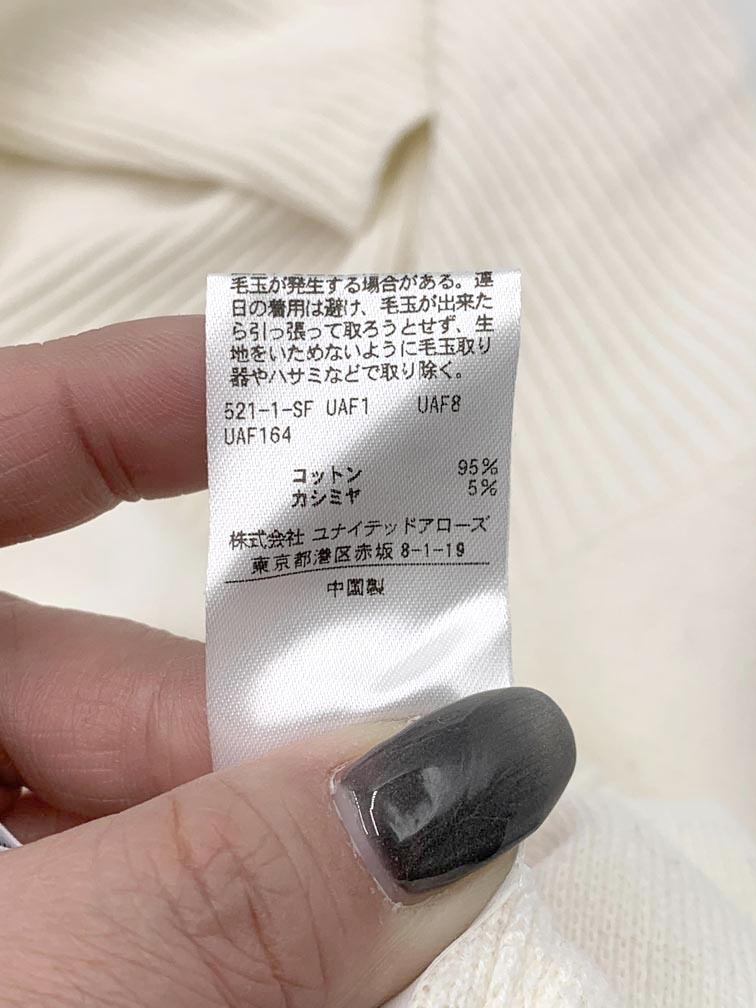 毛玉が発生する場合がある。連
日の着用は避け、毛玉が出来た
ら引っ張って取ろうとせず、生
地をいためないように毛玉取り
器やハサミなどで取り除く。
521-1-SF UAF1 UAF8
UAF164
コットン 95%
カシミヤ 5%
株式会社 ユナイテッドアローズ
東京都港区赤坂 8-1-19
中国製